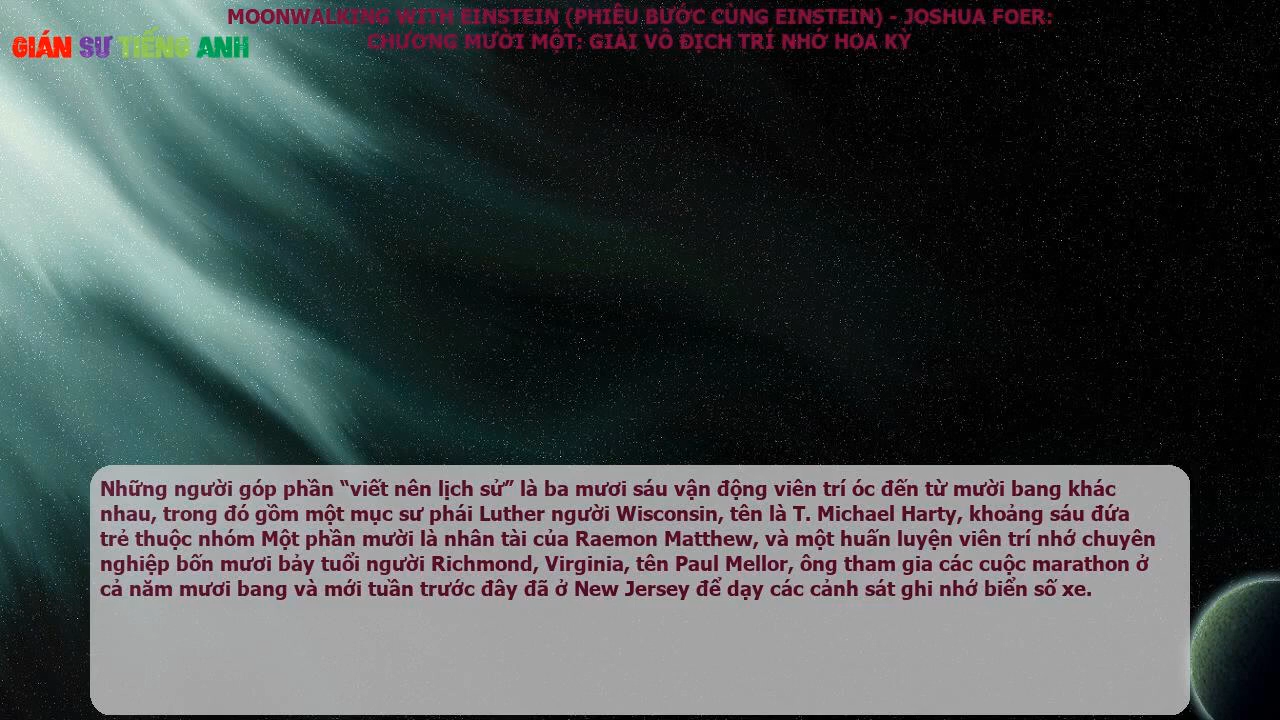 MOONWALKING WITH EINSTEIN (PHIÊU BƯỚC CÙNG EINSTEIN) - JOSHUA FOER:
CHƯƠNG MƯỜI MỘT: GIẢI VÔ ĐỊCH TRÍ NHỚ HOA KỲ
GIÁN SƯ TIẾNG ANH
Những người góp phần “viết nên lịch sử” là ba mươi sáu vận động viên trí óc đến từ mười bang khác
nhau, trong đó gồm một mục sư phái Luther người Wisconsin, tên là T. Michael Harty, khoảng sáu đứa
trẻ thuộc nhóm Một phần mười là nhân tài của Raemon Matthew, và một huấn luyện viên trí nhớ chuyên
nghiệp bốn mươi bảy tuổi người Richmond, Virginia, tên Paul Mellor, ông tham gia các cuộc marathon ở
cả năm mươi bang và mới tuần trước đây đã ở New Jersey để dạy các cảnh sát ghi nhớ biển số xe.